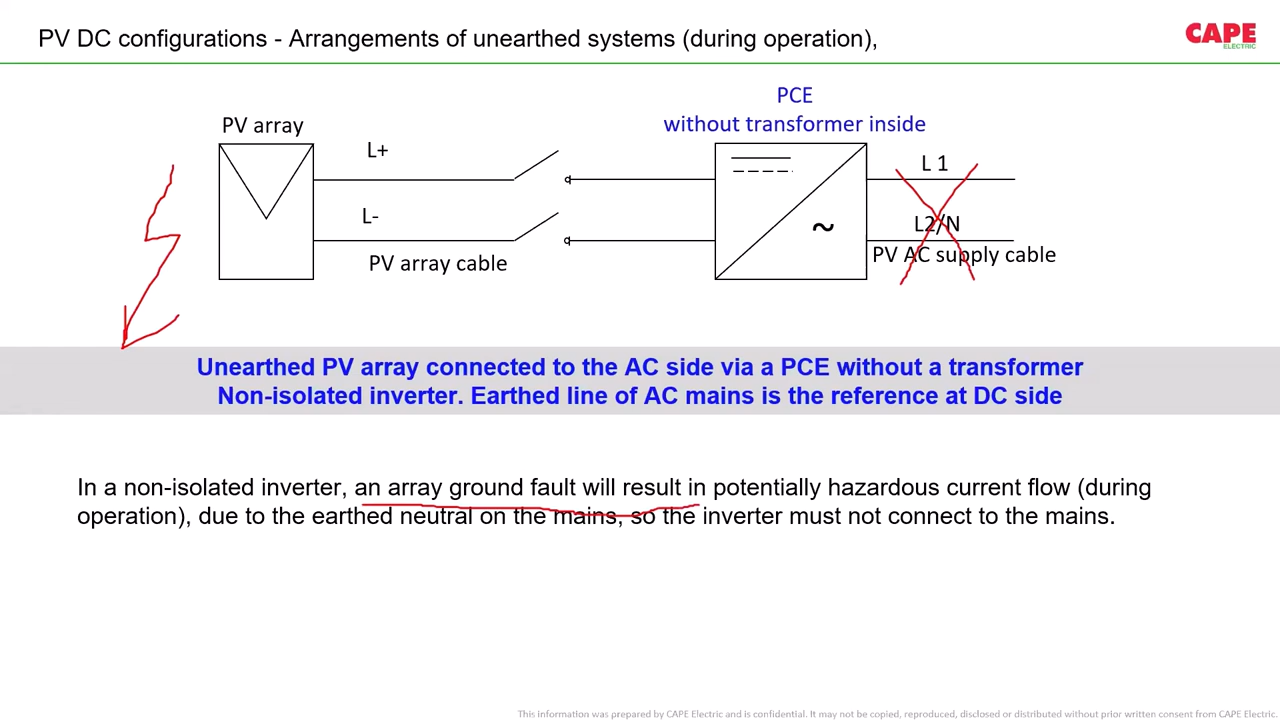 PV DC configurations - Arrangements of unearthed systems (during operation),
CAPE
ELECTRIC
PCE
without transformer inside
PV array
L+
L 1
L-
L2/N
PV array cable
PV AC supply cable
~
Unearthed PV array connected to the AC side via a PCE without a transformer
Non-isolated inverter. Earthed line of AC mains is the reference at DC side
In a non-isolated inverter, an array ground fault will result in potentially hazardous current flow (during
operation), due to the earthed neutral on the mains, so the inverter must not connect to the mains.
This information was prepared by CAPE Electric and is confidential. It may not be copied, reproduced, disclosed or distributed without prior written consent from CAPE Electric.